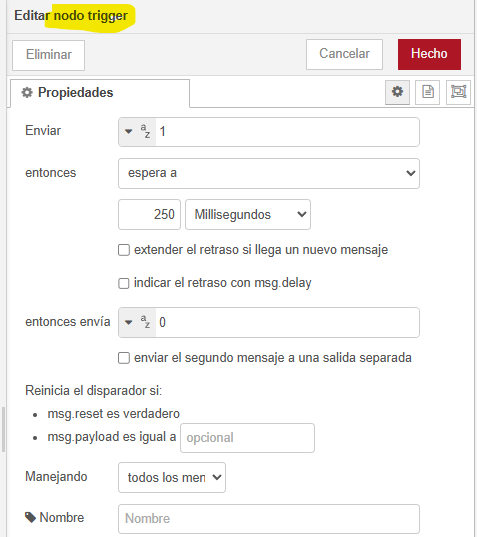 Editar nodo trigger
Eliminar
Cancelar
Hecho
Propiedades
Enviar
az 1
entonces
espera a
250
Millisegundos
extender el retraso si llega un nuevo mensaje
indicar el retraso con msg.delay
entonces envía
az 0
enviar el segundo mensaje a una salida separada
Reinicia el disparador si:
• msg.reset es verdadero
• msg.payload es igual a opcional
Manejando
todos los men
Nombre
Nombre